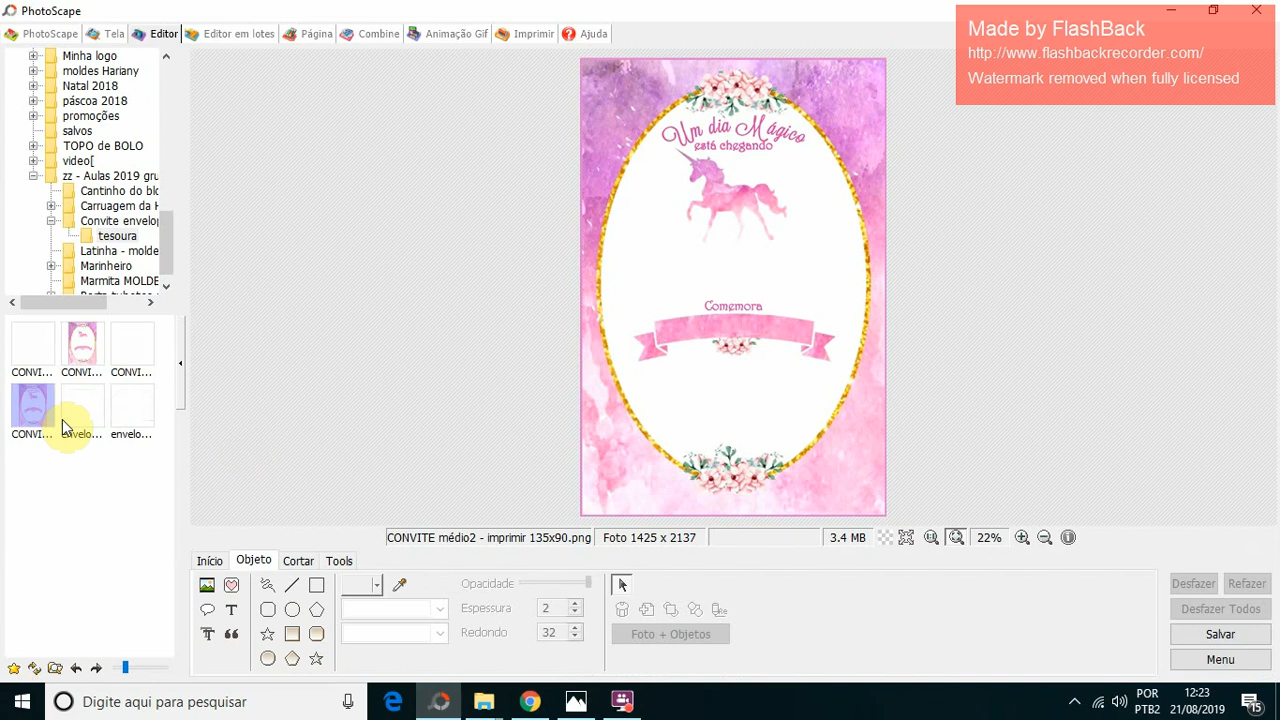 PhotoScape
Made by FlashBack
http://www.flashbackrecorder.com/
Watermark removed when fully licensed
PhotoScape
Tela
Editor
Editor em lotes
Página
Combine
Animação Gif
Imprimir
Ajuda
Minha logo
moldes Hariany
Natal 2018
páscoa 2018
promoções
salvos
TOPO de BOLO
video[
zz - Aulas 2019 gru
Cantinho do blo
Carruagem da H
Convite envelop
tesoura
Latinha - molde
Marinheiro
Marmita MOLDE
CONVI... CONVI... CONVI...
CONVI... envelo... envelo...
Um dia Mágico
está chegando
Comemora
CONVITE médio2 - imprimir 135x90.png
Foto 1425 x 2137
3.4 MB
22%
Início
Objeto
Cortar
Tools
Opacidade
Espessura
2
Redondo
32
Foto + Objetos
Desfazer
Refazer
Desfazer Todos
Salvar
Menu
Digite aqui para pesquisar
POR
PTB2
12:23
21/08/2019
15